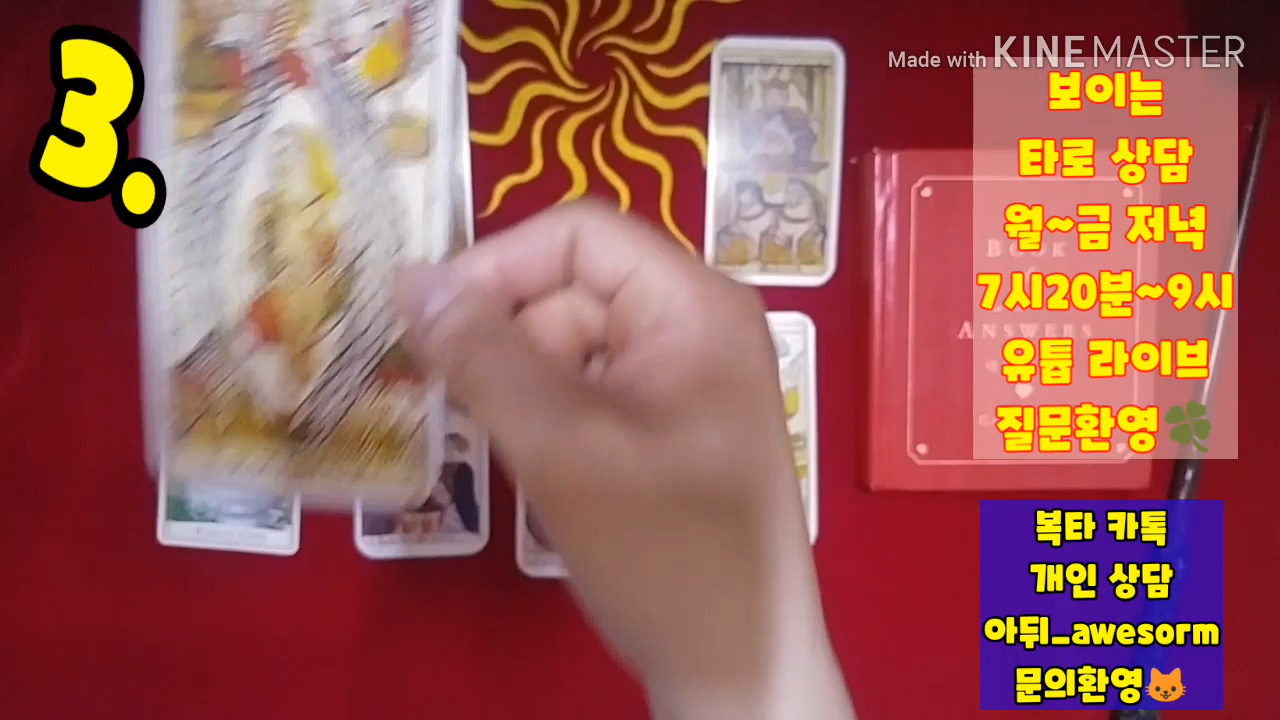 3.
Made with KINEMASTER
보이는
타로 상담
월~금 저녁
7시20분~9시
유튭 라이브
질문환영🍀
BOOK
ANSWERS
복타 카톡
개인 상담
아뒤_awesorm
문의환영😺